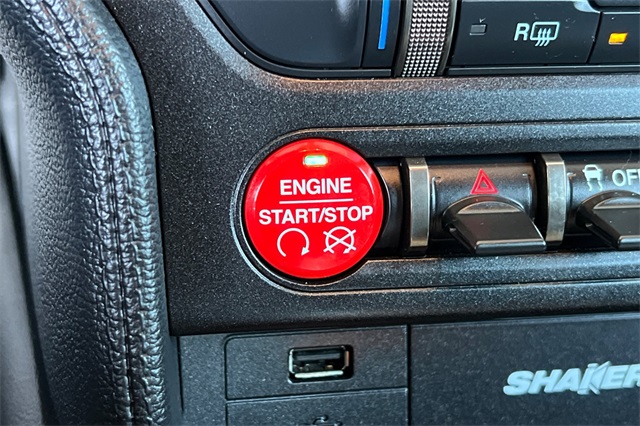 R
ENGINE
START/STOP
OFF
SHAKER